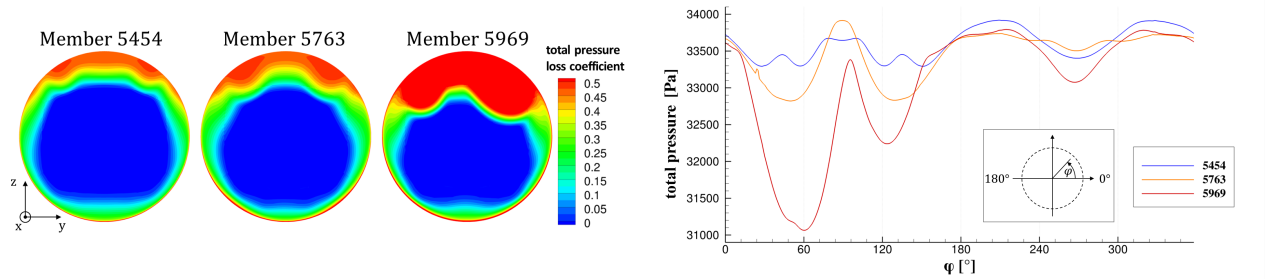 Member 5454
Member 5763
Member 5969
total pressure
loss coefficient
0.5
0.45
0.4
0.35
0.3
0.25
0.2
0.15
0.1
0.05
0
z
x
y
total pressure [Pa]
34000
33500
33000
32500
32000
31500
31000
0
60
120
180
240
300
φ [°]
180°
φ
0°
5454
5763
5969